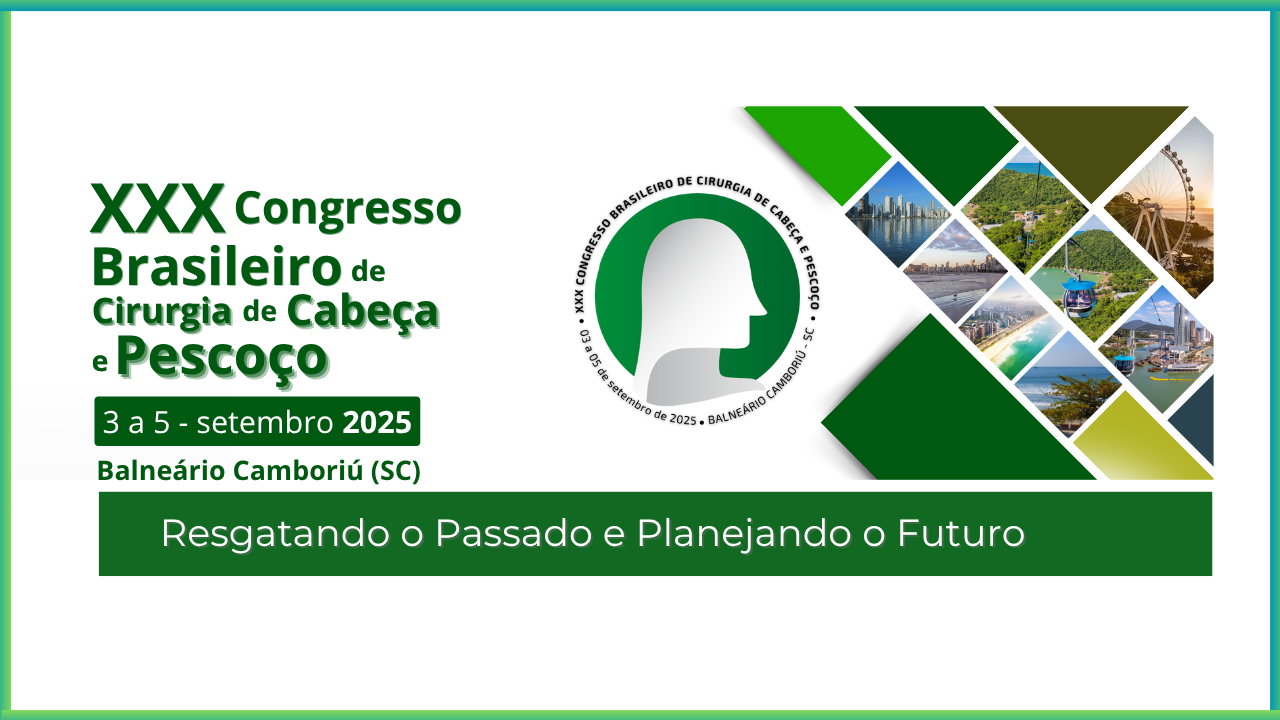 XXX Congresso
Brasileiro de
Cirurgia de Cabeça
e Pescoço
3 a 5 - setembro 2025
Balneário Camboriú (SC)
• XXX CONGRESSO BRASILEIRO DE CIRURGIA DE CABEÇA E PESCOÇO •
03 a 05 de setembro de 2025 • BALNEÁRIO CAMBORIÚ - SC
Resgatando o Passado e Planejando o Futuro